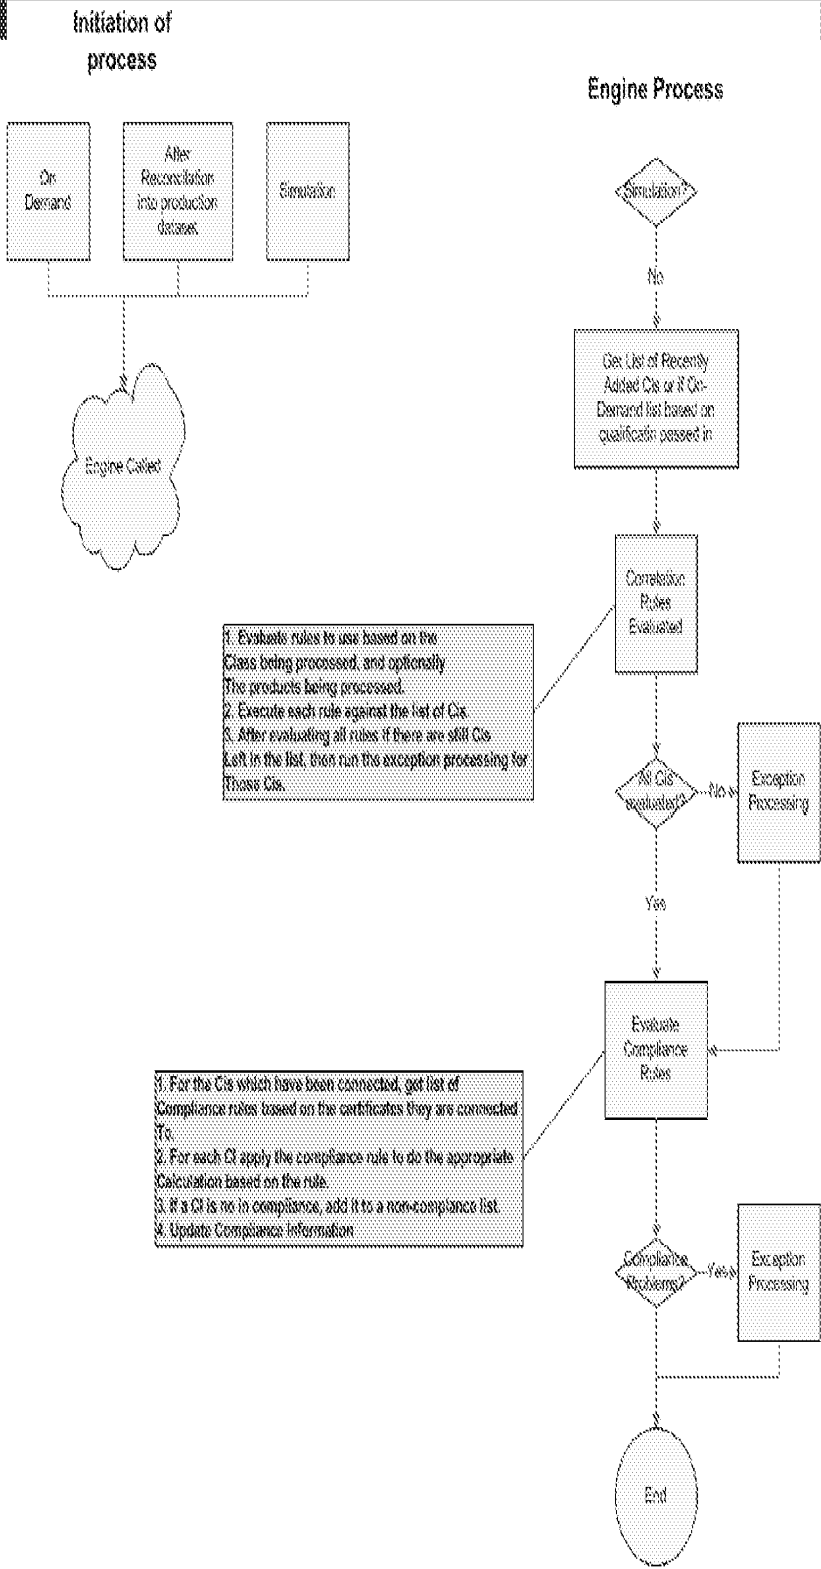 Initiation of
process
Engine Process
On
Demand
After
Reconciliation
into production
dataset
Simulation
Simulation?
No
Get List of Recently
Added Cis or if On-
Demand list based on
qualificatin passed in
Engine Called
Correlation
Rules
Evaluated
1. Evaluate rules to use based on the
Class being processed, and optionally
The products being processed.
2. Execute each rule against the list of Cis
3. After evaluating all rules if there are still Cis
Left in the list, then run the exception processing for
Those Cis.
All Cis
evaluated?
No
Exception
Processing
Yes
Evaluate
Compliance
Rules
1. For the Cis which have been connected, get list of
Compliance rules based on the certificates they are connected
To.
2. For each CI apply the compliance rule to do the appropriate
Calculation based on the rule.
3. If a CI is no in compliance, add it to a non-complance list.
4. Update Compliance Information
Compliance
Problems?
Yes
Exception
Processing
End